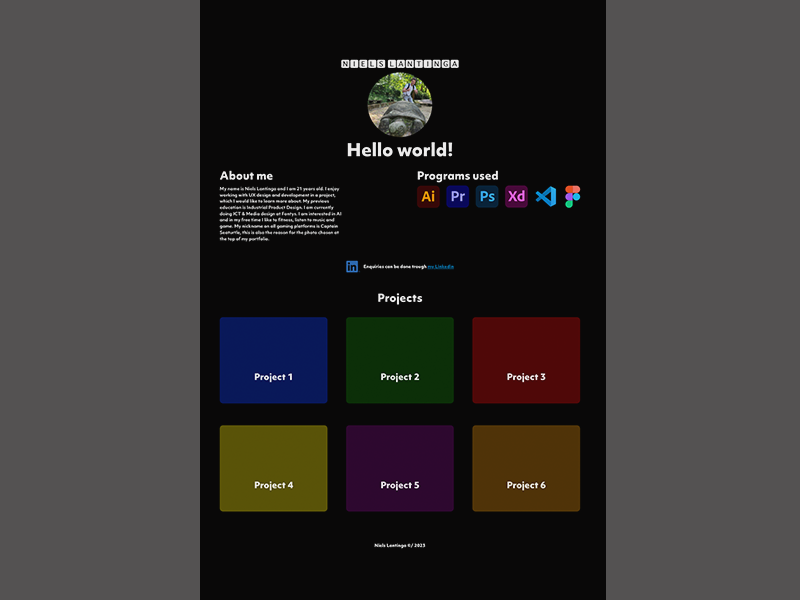 NIELS LANTINGA
Hello world!
About me
My name is Niels Lantinga and I am 21 years old. I enjoy
working with UX design and development in a project,
which I would like to learn more about. My previous
education is Industrial Product Design. I am currently
doing ICT & Media design at Fontys. I am interested in AI
and in my free time I like to fitness, listen to music and
game. My nickname on all gaming platforms is Captain
Seaturtle, this is also the reason for the photo chosen at
the top of my portfolio.
Programs used
Ai Pr Ps Xd
in Enquiries can be done trough my Linkedin
Projects
Project 1 Project 2 Project 3
Project 4 Project 5 Project 6
Niels Lantinga ©/ 2023